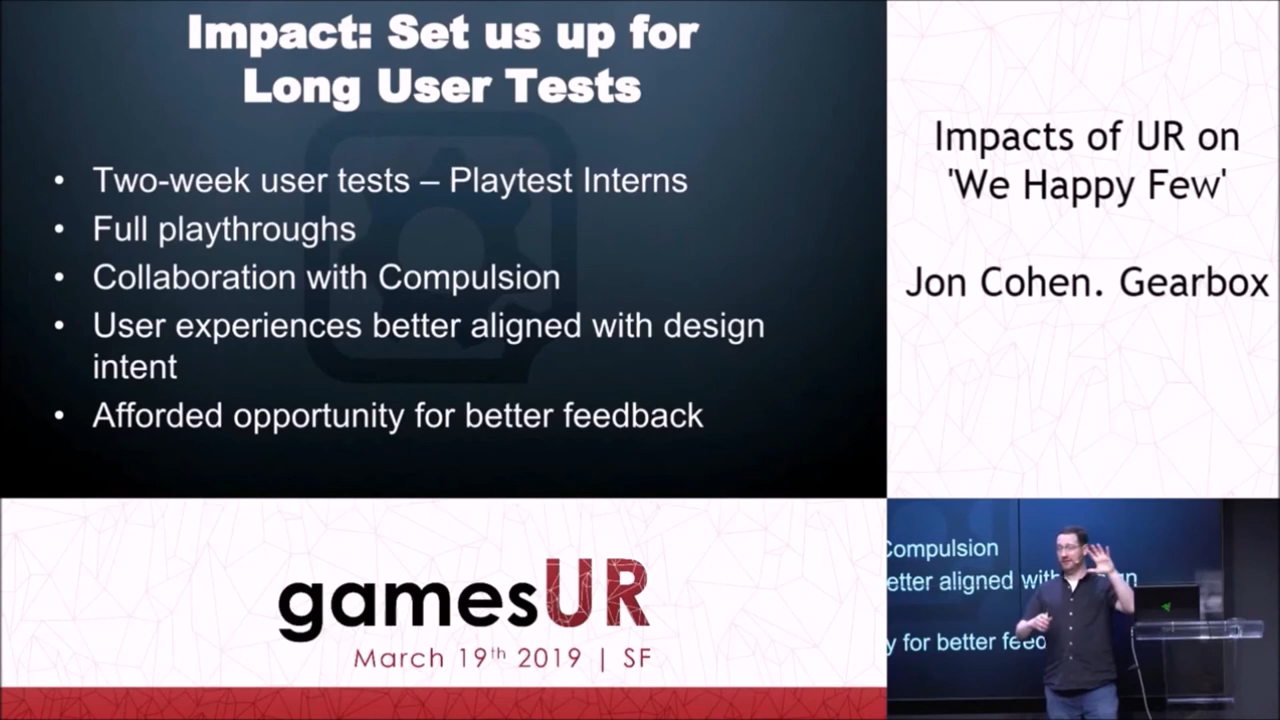 Impact: Set us up for
Long User Tests
• Two-week user tests – Playtest Interns
• Full playthroughs
• Collaboration with Compulsion
• User experiences better aligned with design
intent
• Afforded opportunity for better feedback
Impacts of UR on
'We Happy Few'
Jon Cohen. Gearbox
gamesUR
March 19th 2019 | SF
Compulsion
etter aligned with
y for better feed